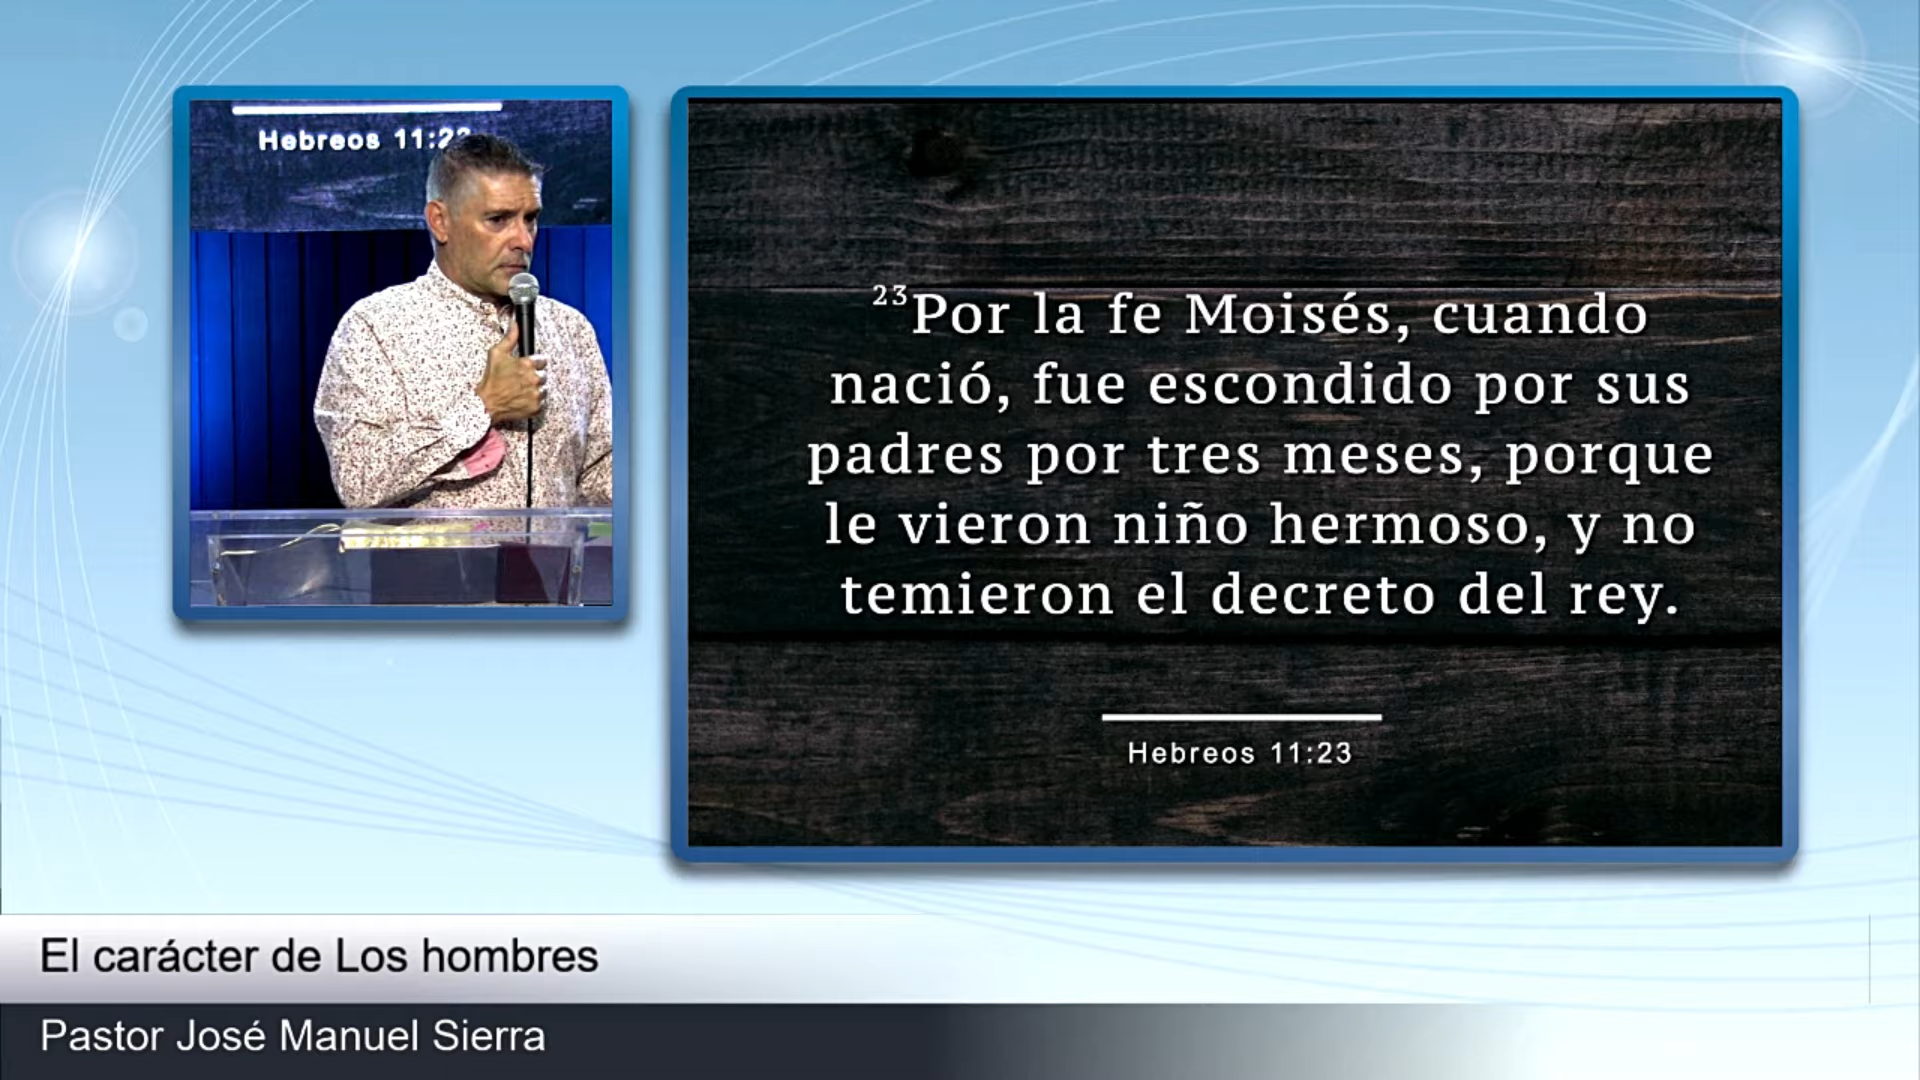 Hebreos 11:23
²³Por la fe Moisés, cuando
nació, fue escondido por sus
padres por tres meses, porque
le vieron niño hermoso, y no
temieron el decreto del rey.
Hebreos 11:23
El carácter de Los hombres
Pastor José Manuel Sierra